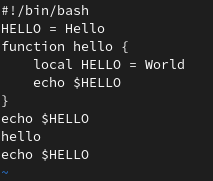 #!/bin/bash
HELLO = Hello
function hello {
    local HELLO = World
    echo $HELLO
}
echo $HELLO
hello
echo $HELLO
~